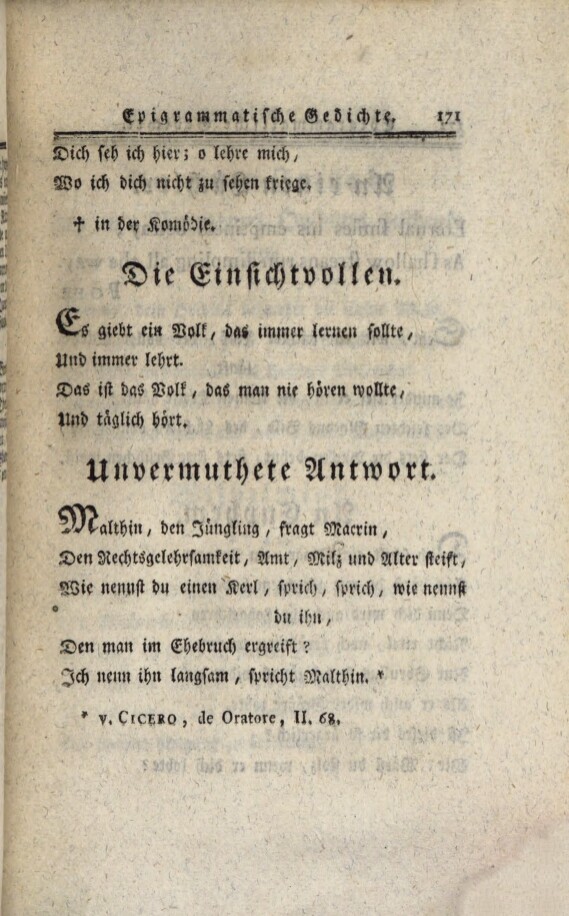 Epigrammatische Gedichte. 171
Dich seh ich hier; o lehre mich,
Wo ich dich nicht zu sehen kriege.
† in der Komödie.
Die Einsichtvollen.
Es giebt ein Volk, das immer lernen sollte,
Und immer lehrt.
Das ist das Volk, das man nie hören wollte,
Und täglich hört.
Unvermuthete Antwort.
Malthin, den Jüngling, fragt Macrin,
Den Rechtsgelehrsamkeit, Amt, Milz und Alter steift,
Wie nennst du einen Kerl, sprich, sprich, wie nennst
du ihn,
Den man im Ehebruch ergreift?
Ich nenn ihn langsam, spricht Malthin. *
* v. CICERO, de Oratore, II. 68.